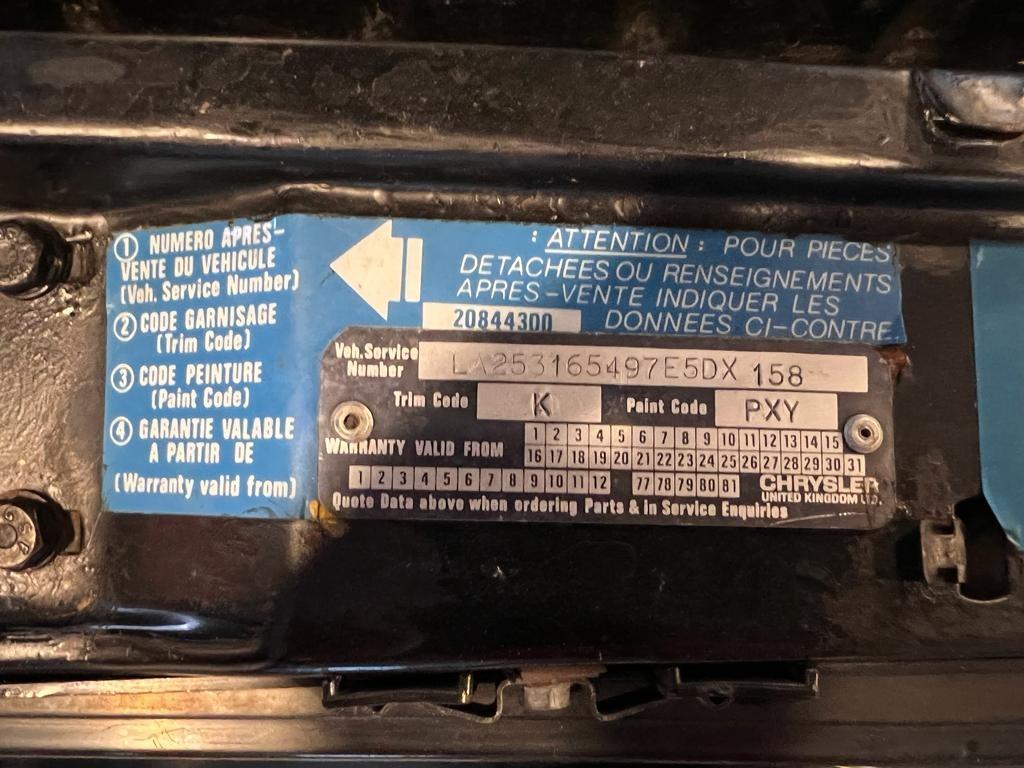 ① NUMERO APRES-
VENTE DU VEHICULE
(Veh. Service Number)
② CODE GARNISAGE
(Trim Code)
③ CODE PEINTURE
(Paint Code)
④ GARANTIE VALABLE
A PARTIR DE
(Warranty valid from)
: ATTENTION : POUR PIECES
DETACHEES OU RENSEIGNEMENTS
APRES-VENTE INDIQUER LES
20844300 DONNEES CI-CONTRE
Veh. Service
Number
LA253165497E5DX 158
Trim Code K Paint Code PXY
WARRANTY VALID FROM
1 2 3 4 5 6 7 8 9 10 11 12 13 14 15
16 17 18 19 20 21 22 23 24 25 26 27 28 29 30 31
1 2 3 4 5 6 7 8 9 10 11 12 77 78 79 80 81
CHRYSLER
UNITED KINGDOM LTD.
Quote Data above when ordering Parts & in Service Enquiries